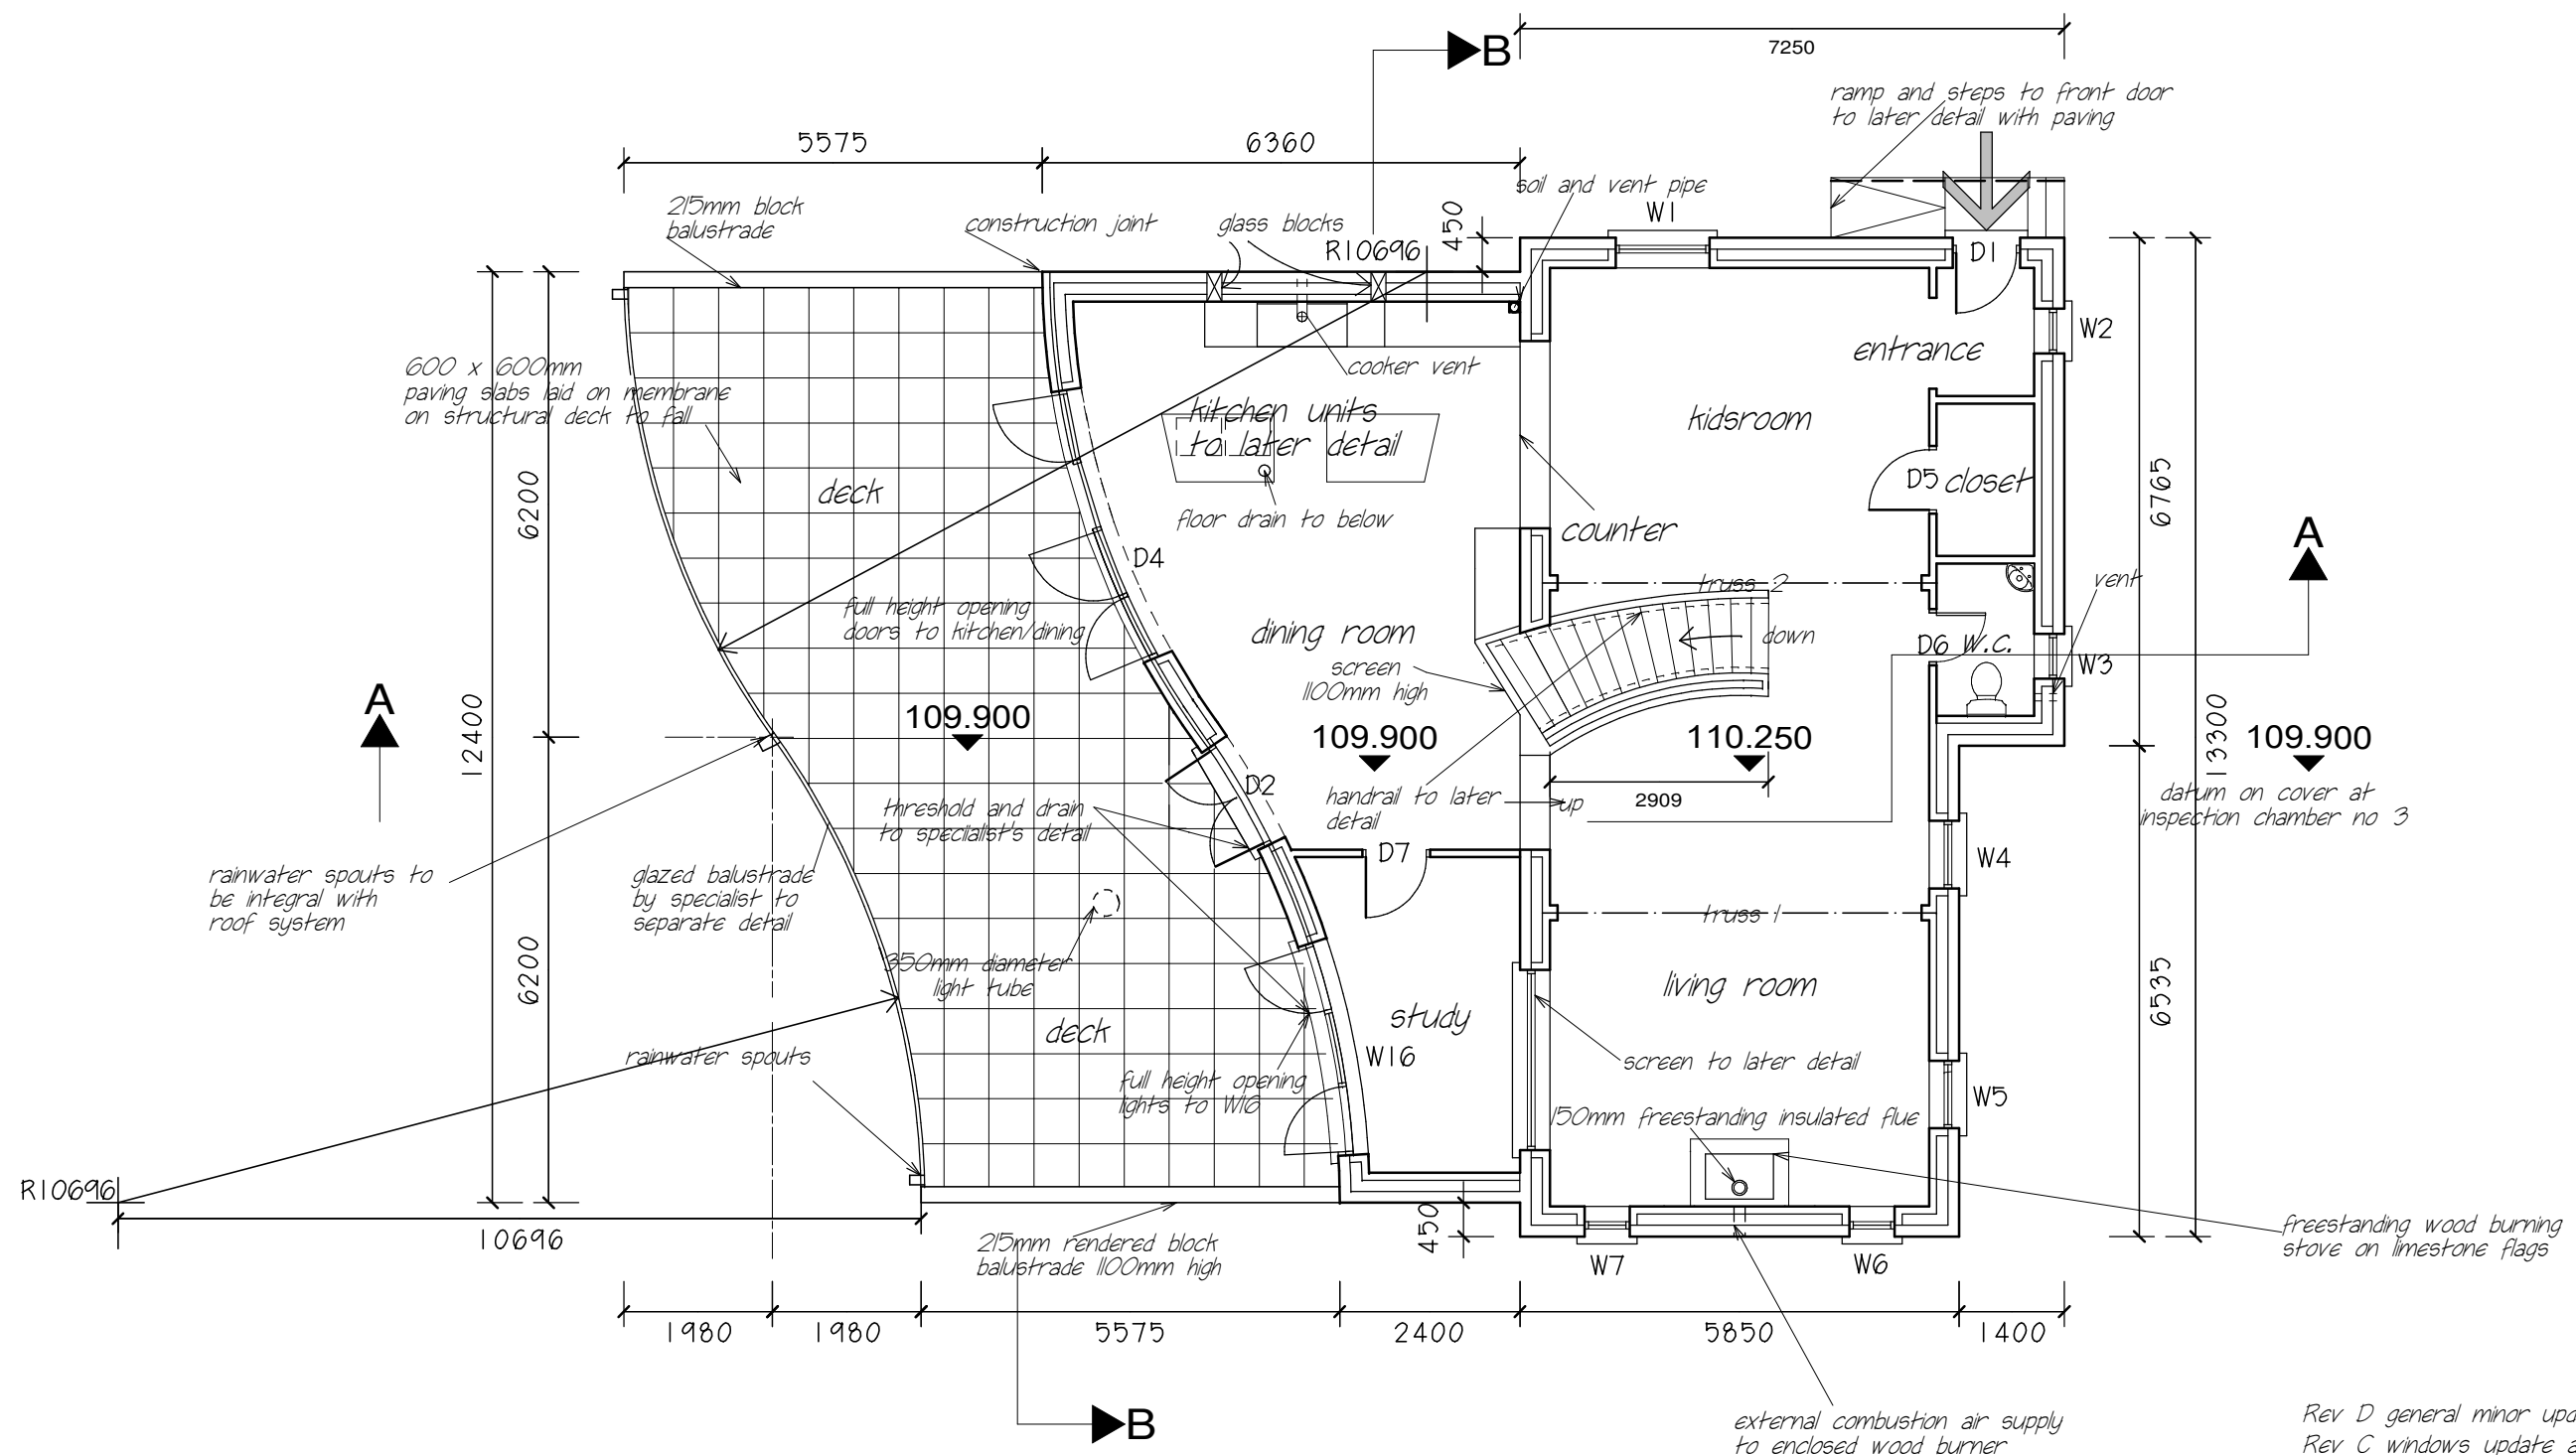 B
7250
ramp and steps to front door
to later detail with paving
5575
6360
soil and vent pipe
215mm block
balustrade
construction joint
glass blocks
R10696
450
W1
D1
W2
entrance
600 x 600mm
paving slabs laid on membrane
on structural deck to fall
cooker vent
kitchen units
to later detail
kidsroom
deck
D5 closet
6200
6765
floor drain to below
counter
A
D4
truss 2
vent
full height opening
doors to kitchen/dining
dining room
down
D6 W.C.
W3
screen
1100mm high
A
12400
109.900
109.900
110.250
13300
109.900
D2
2909
datum on cover at
inspection chamber no 3
threshold and drain
to specialist's detail
handrail to later
detail
up
rainwater spouts to
be integral with
roof system
glazed balustrade
by specialist to
separate detail
D7
W4
truss 1
350mm diameter
light tube
living room
6200
6535
deck
study
rainwater spouts
W16
screen to later detail
full height opening
lights to W16
150mm freestanding insulated flue
W5
R10696
10696
450
215mm rendered block
balustrade 1100mm high
freestanding wood burning
stove on limestone flags
W7
W6
1980
1980
5575
2400
5850
1400
B
external combustion air supply
to enclosed wood burner
Rev D general minor
Rev C windows update